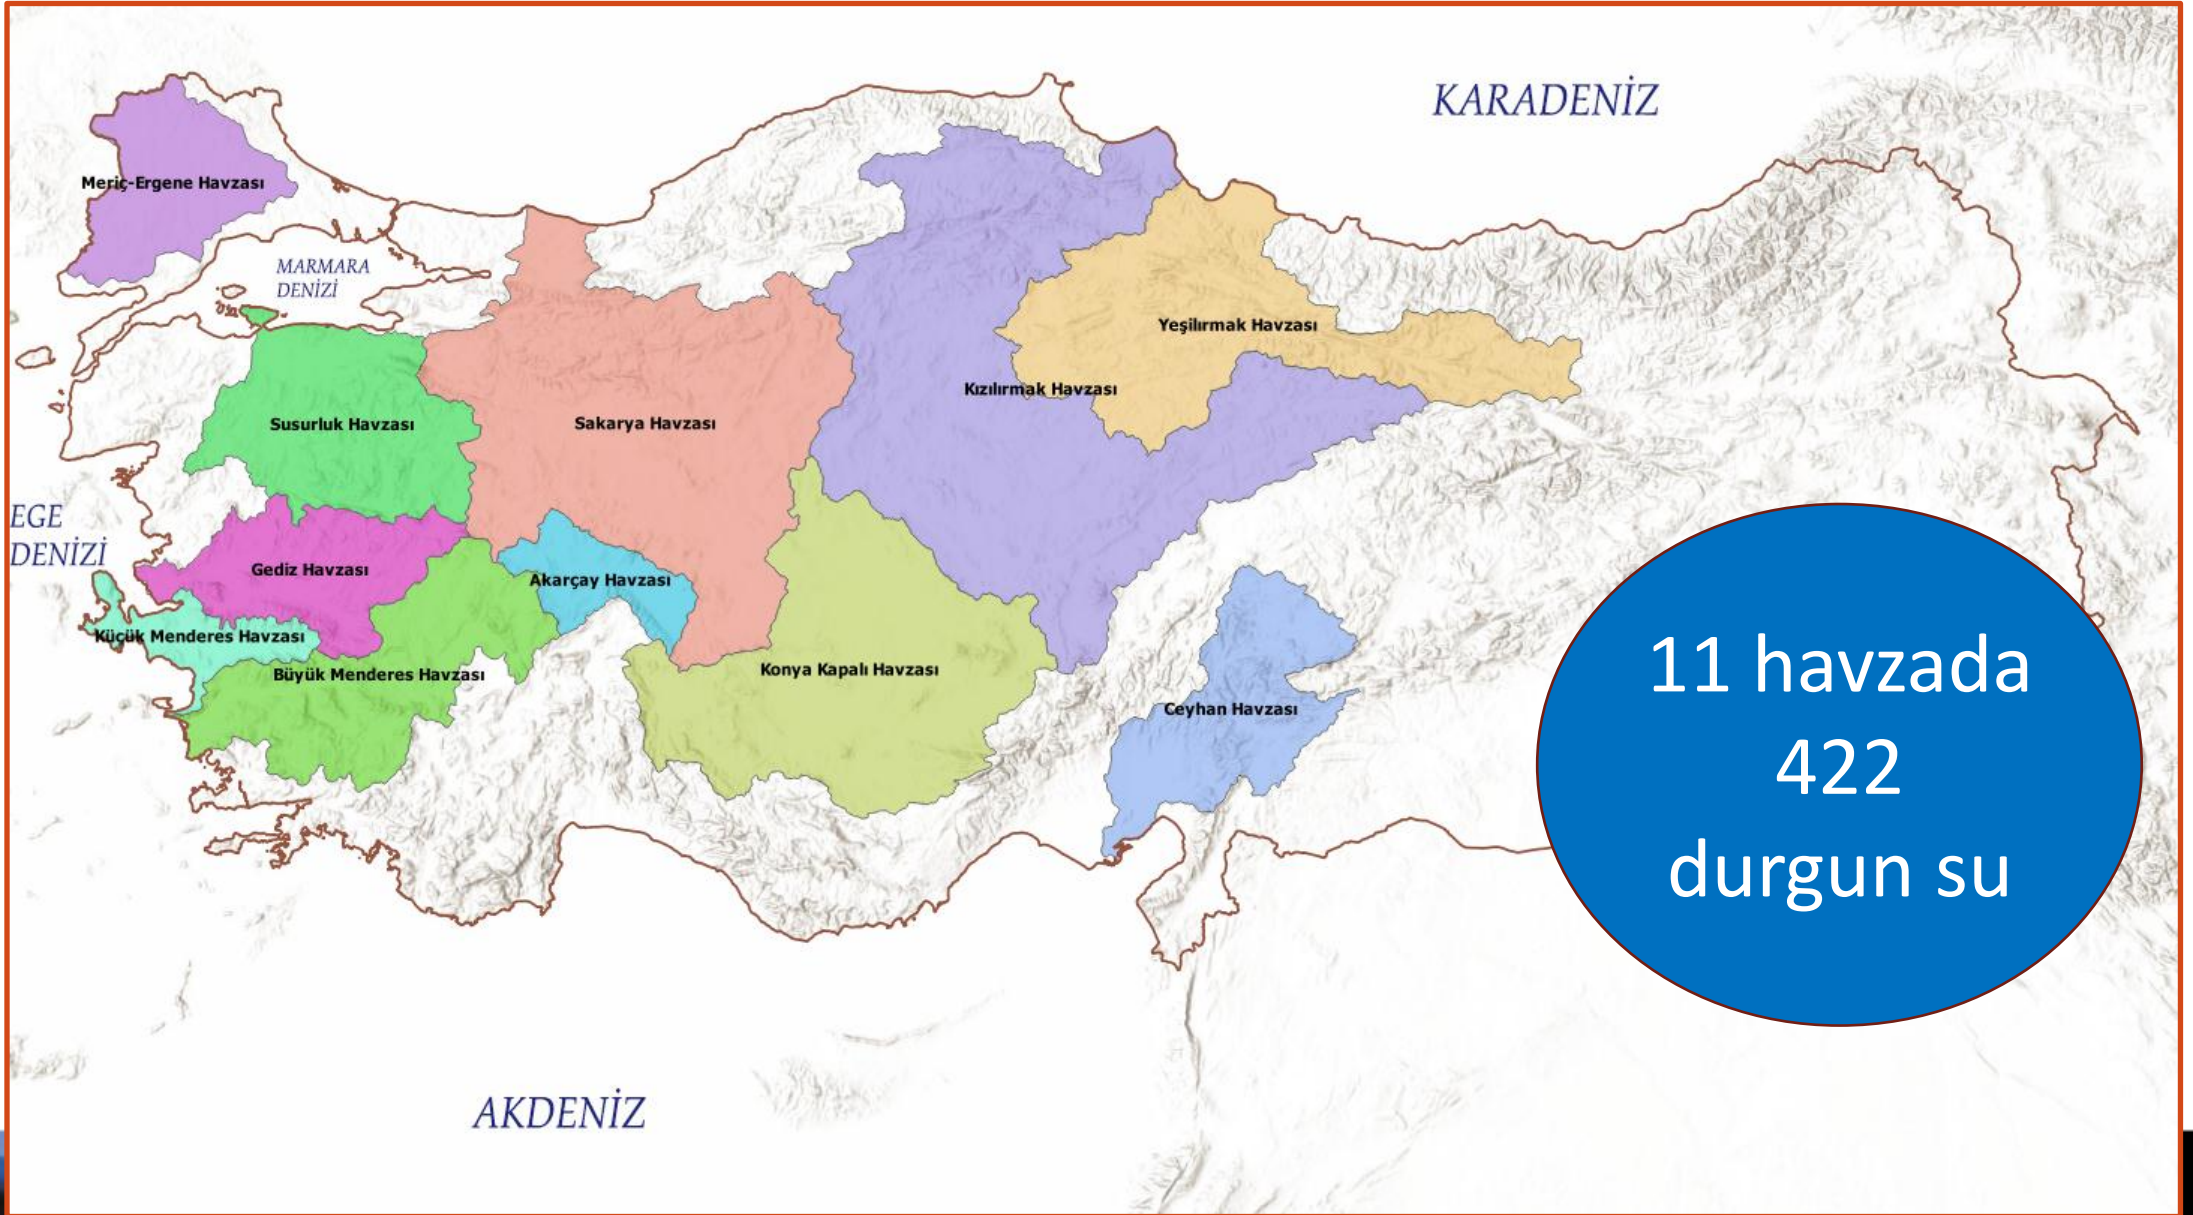 KARADENİZ
Meriç-Ergene Havzası
MARMARA
DENİZİ
Yeşilırmak Havzası
Kızılırmak Havzası
Susurluk Havzası
Sakarya Havzası
EGE
DENİZİ
Gediz Havzası
Akarçay Havzası
Küçük Menderes Havzası
Büyük Menderes Havzası
Konya Kapalı Havzası
Ceyhan Havzası
11 havzada
422
durgun su
AKDENİZ